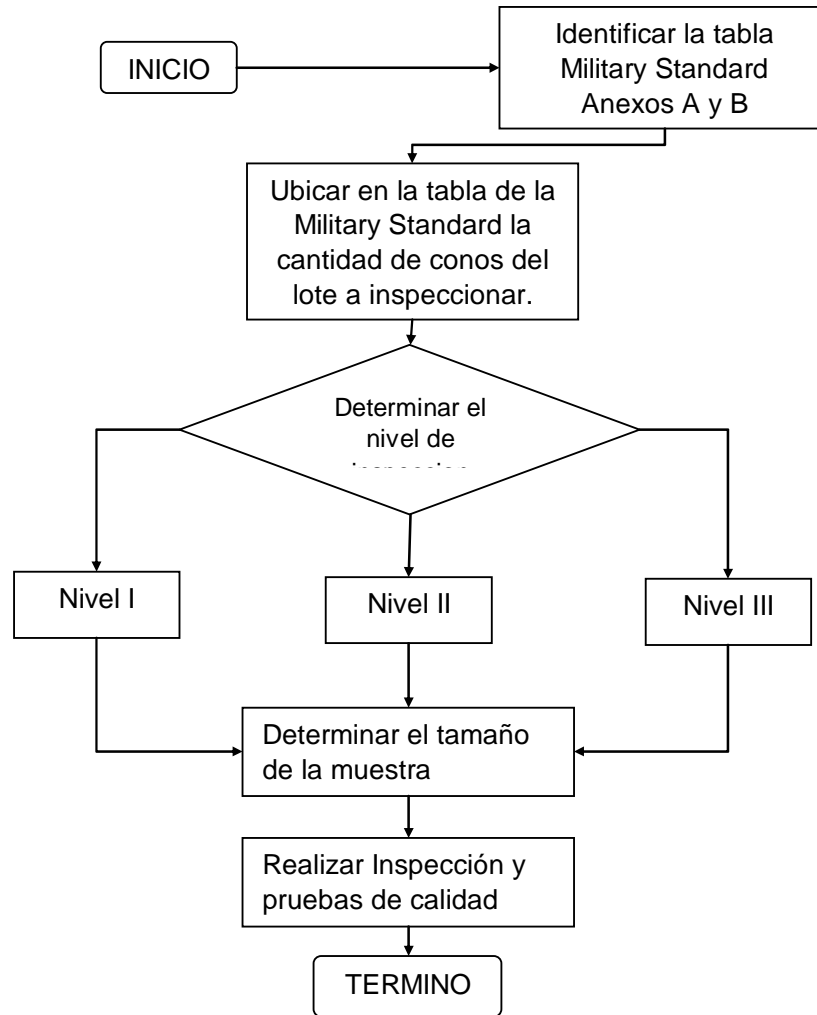 INICIO
Identificar la tabla
Military Standard
Anexos A y B
Ubicar en la tabla de la
Military Standard la
cantidad de conos del
lote a inspeccionar.
Determinar el
nivel de
Nivel I
Nivel II
Nivel III
Determinar el tamaño
de la muestra
Realizar Inspección y
pruebas de calidad
TERMINO